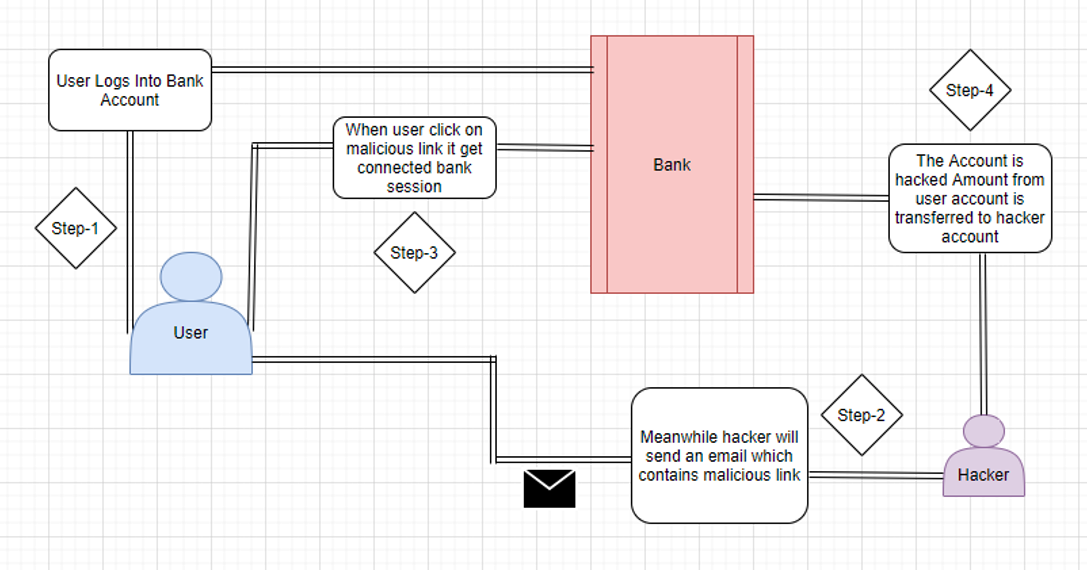 User Logs Into Bank
Account
Step-1
User
When user click on
malicious link it get
connected bank
session
Step-3
Bank
Step-4
The Account is
hacked Amount from
user account is
transferred to hacker
account
Step-2
Meanwhile hacker will
send an email which
contains malicious link
Hacker